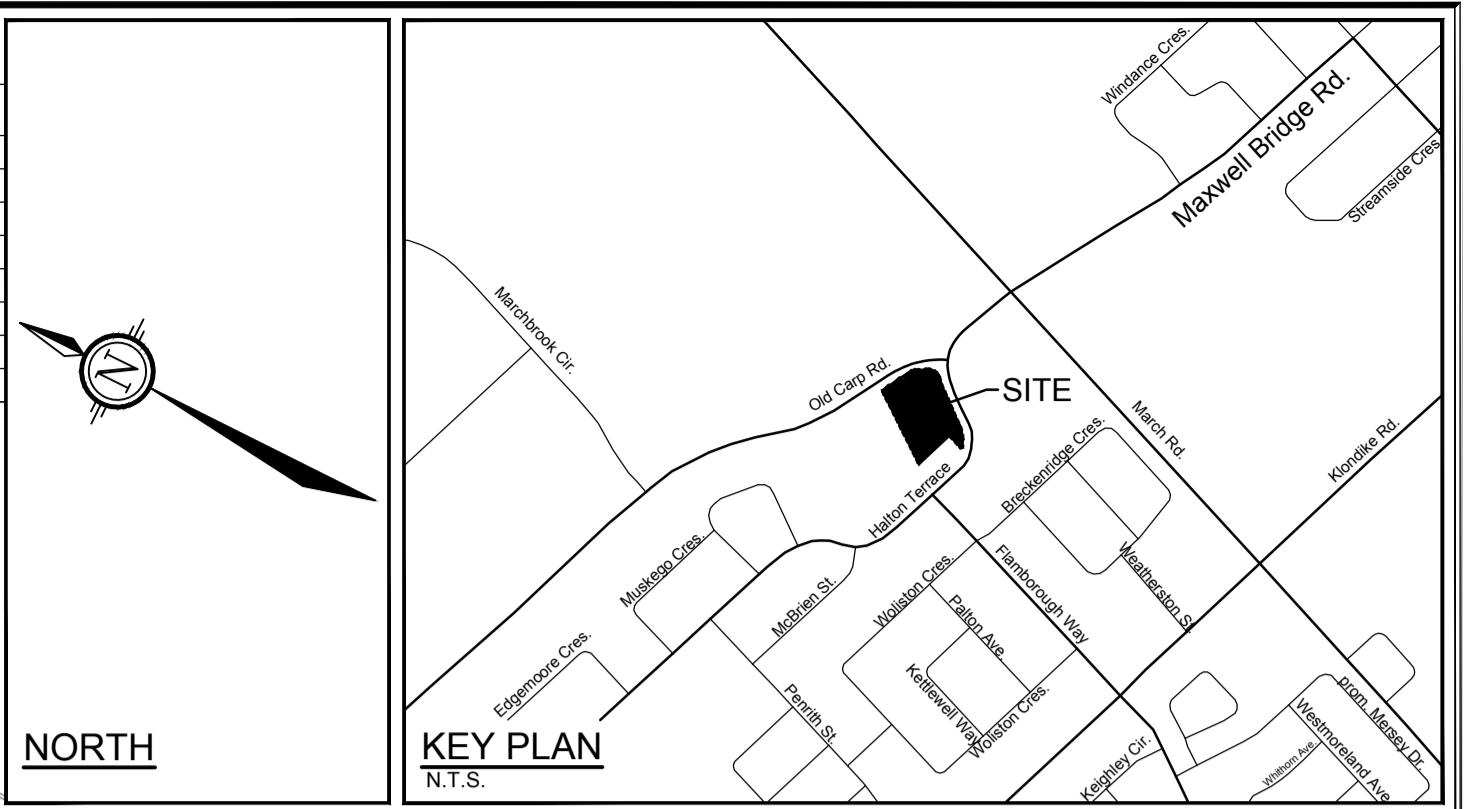 N
NORTH
KEY PLAN
N.T.S.
Windance Cres.
Maxwell Bridge Rd.
Streamside Cres.
Marchbrook Cir.
Old Carp Rd.
SITE
March Rd.
Breckenridge Cres.
Klondike Rd.
Halton Terrace
Muskego Cres.
McBrien St.
Woliston Cres.
Flamborough Way
Weatherston St.
Palton Ave.
Edgemoore Cres.
Kettlewell Way
Woliston Cres.
Penrith St.
prom. Mersey Dr.
Westmoreland Ave.
Keighley Cir.
Whithorn Ave.